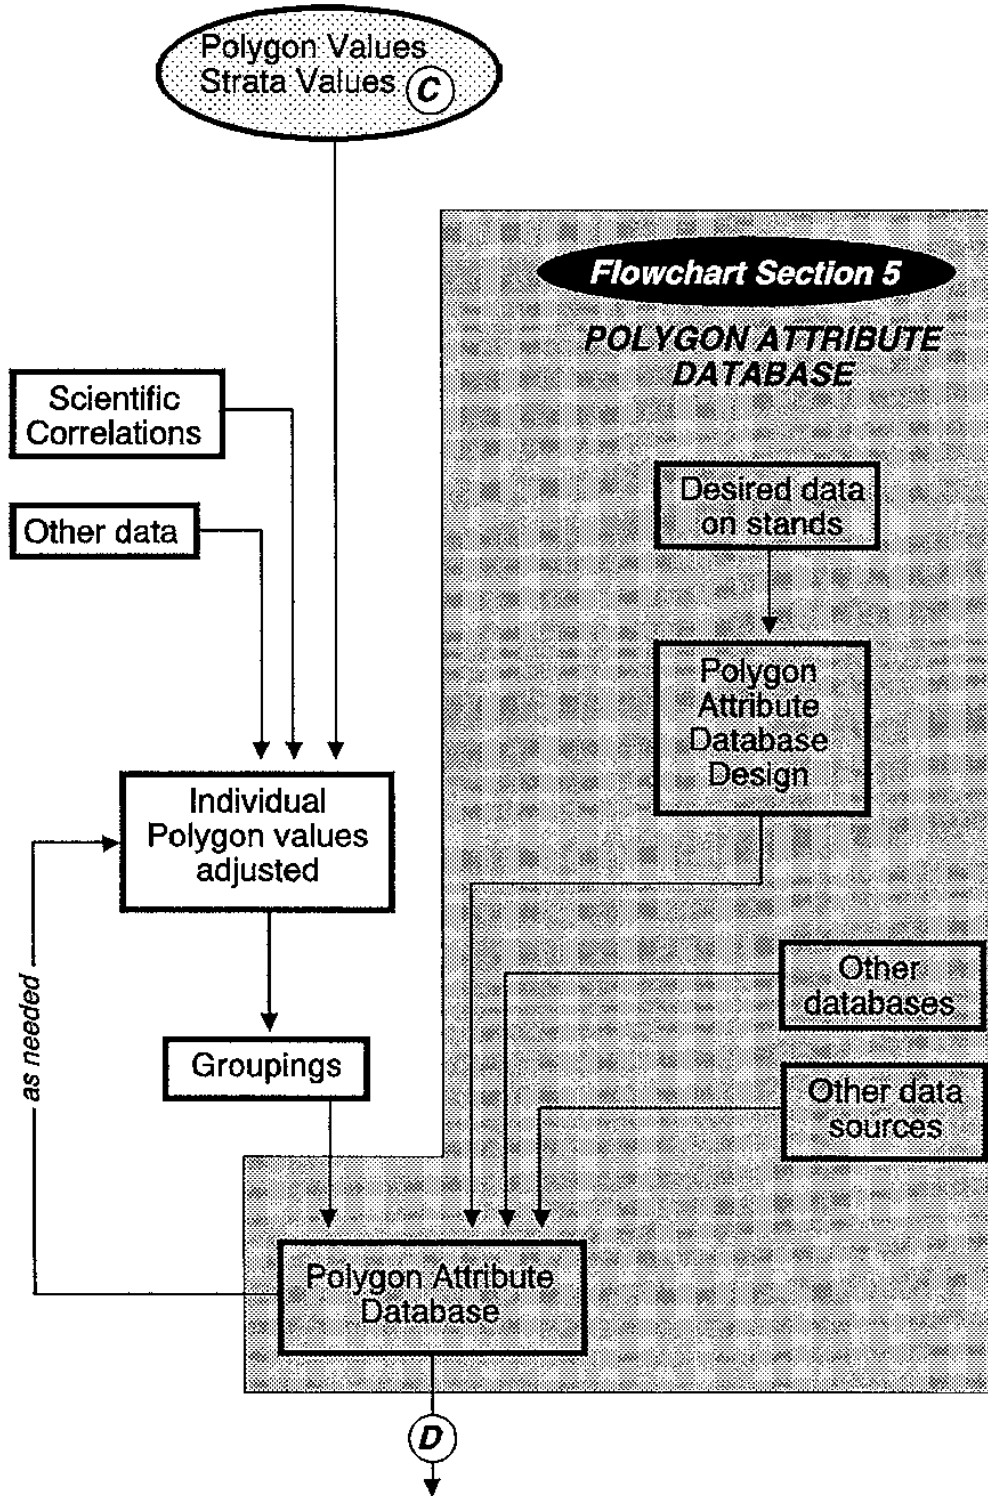 Polygon Values
Strata Values C
Flowchart Section 5
POLYGON ATTRIBUTE
DATABASE
Scientific
Correlations
Other data
Desired data
on stands
Polygon
Attribute
Database
Design
Individual
Polygon values
adjusted
Other
databases
as needed
Groupings
Other data
sources
Polygon Attribute
Database
D